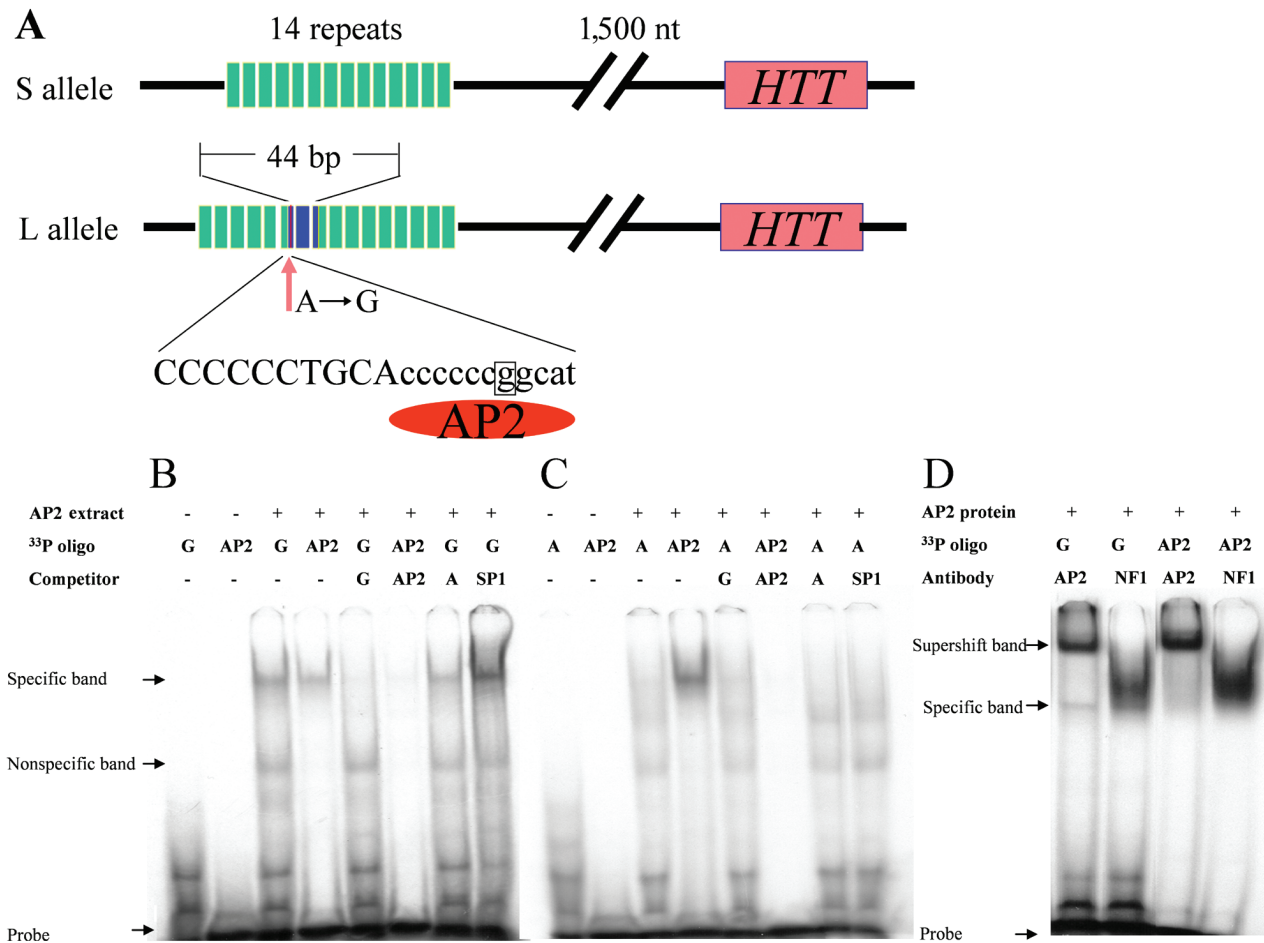 A
14 repeats
1,500 nt
S allele
HTT
44 bp
L allele
HTT
A→G
CCCCCCTGCAccccccggcat
AP2
B
AP2 extract - - + + + + + +
³³P oligo G AP2 G AP2 G AP2 G G
Competitor - - - - G AP2 A SP1
Specific band
Nonspecific band
Probe
C
- - + + + + + +
A AP2 A AP2 A AP2 A A
- - - - G AP2 A SP1
D
AP2 protein + + + +
³³P oligo G G AP2 AP2
Antibody AP2 NF1 AP2 NF1
Supershift band
Specific band
Probe